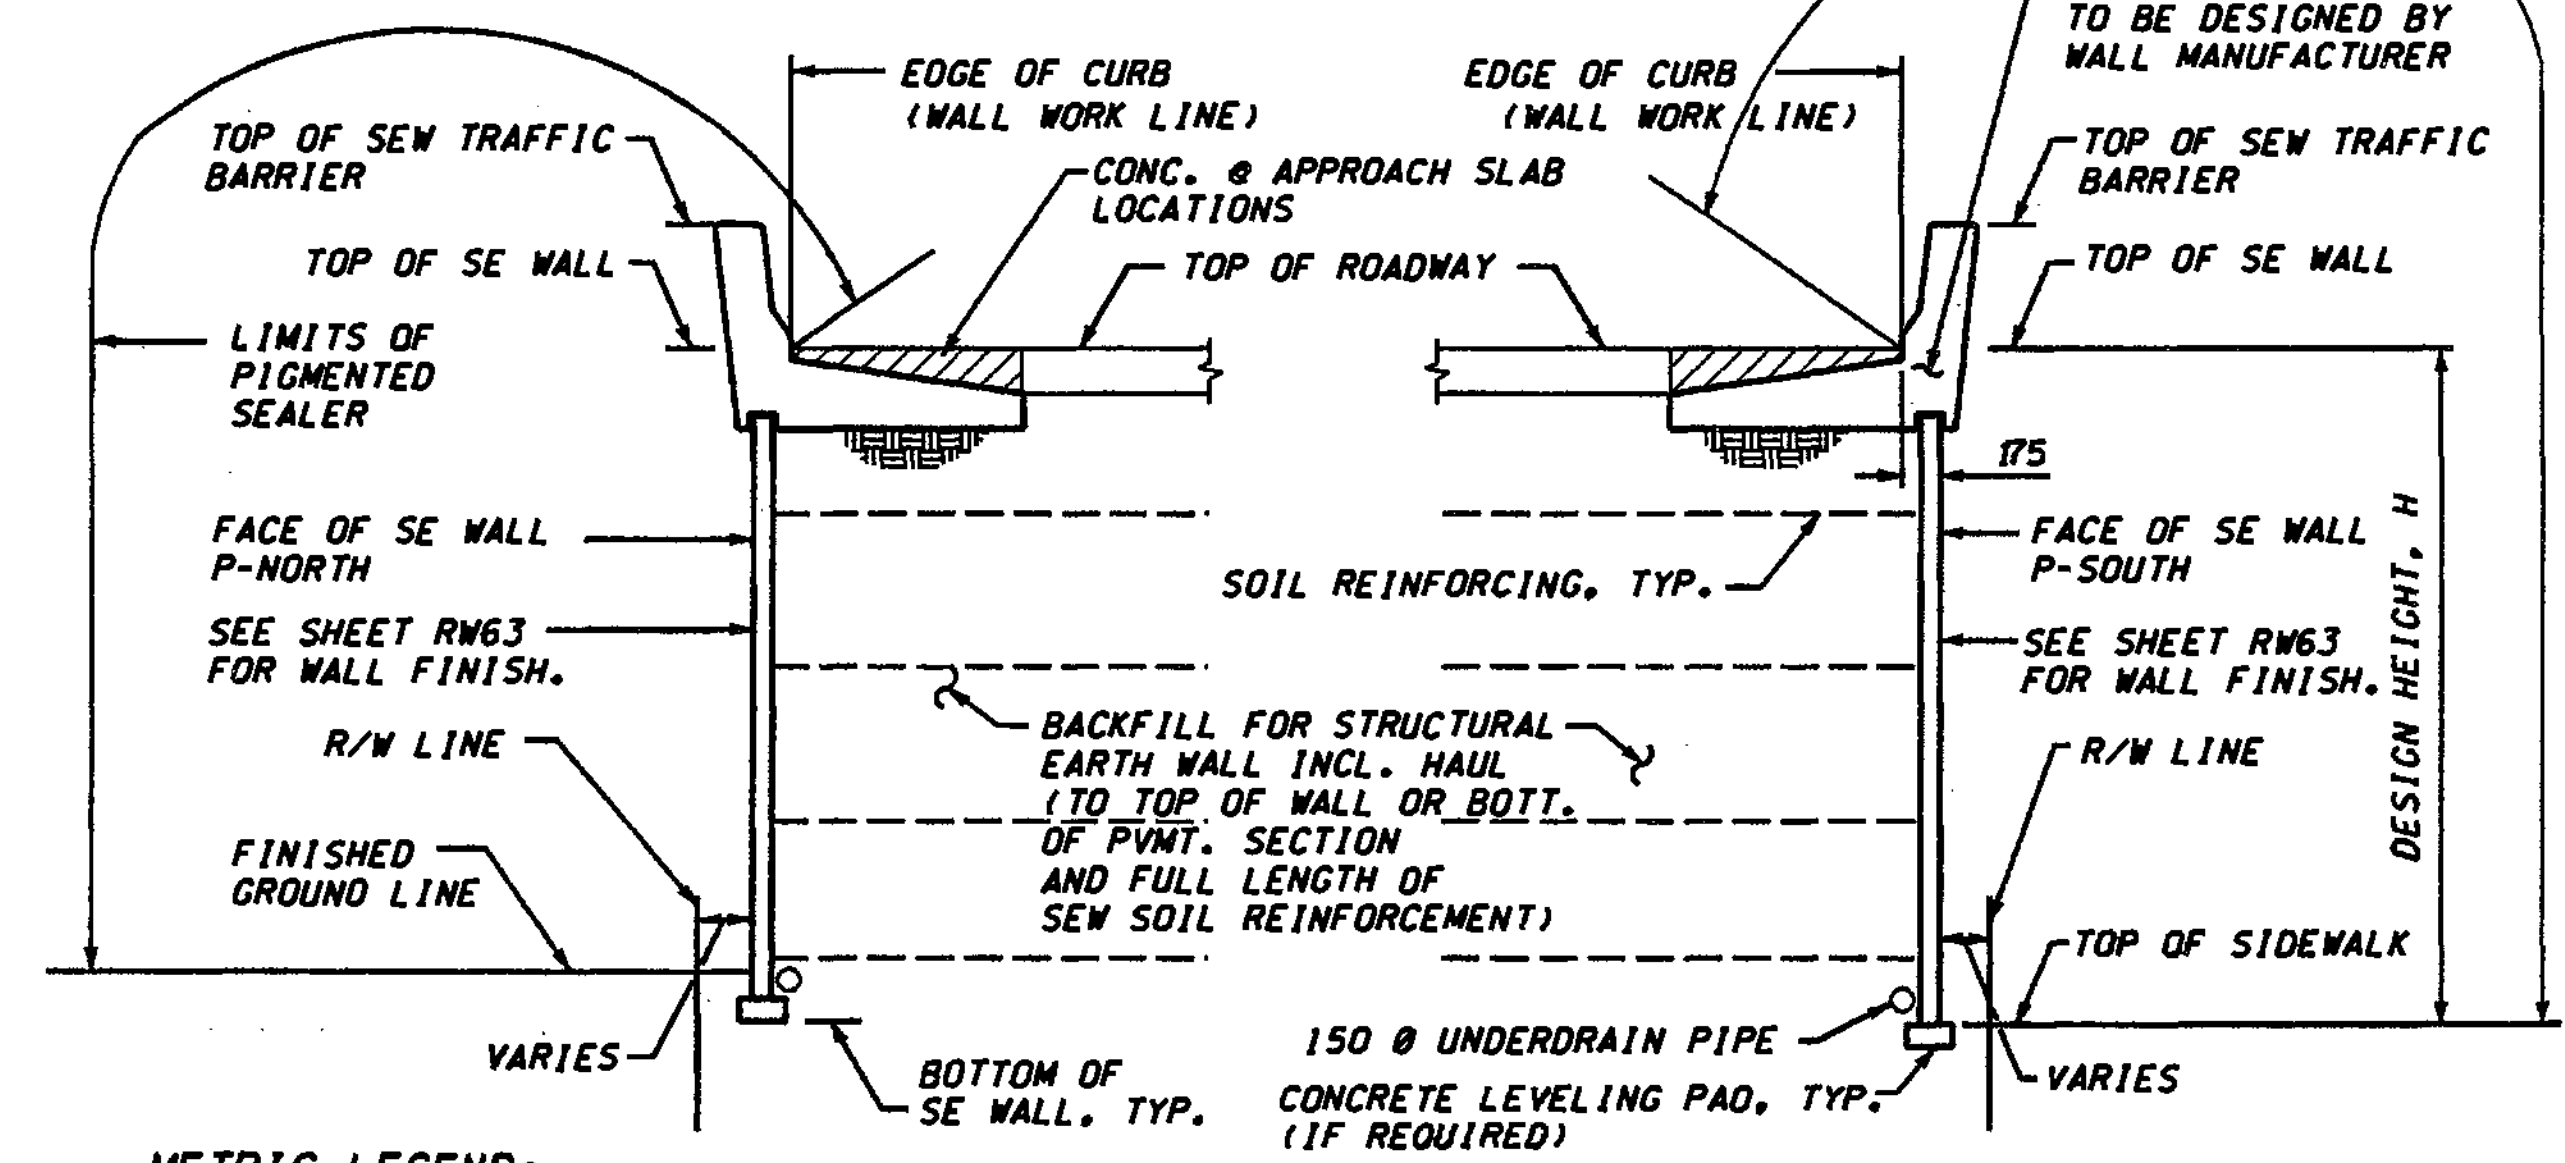 TO BE DESIGNED BY
WALL MANUFACTURER
EDGE OF CURB
(WALL WORK LINE)
EDGE OF CURB
(WALL WORK LINE)
TOP OF SEW TRAFFIC
BARRIER
CONC. @ APPROACH SLAB
LOCATIONS
TOP OF SEW TRAFFIC
BARRIER
TOP OF SE WALL
TOP OF ROADWAY
TOP OF SE WALL
LIMITS OF
PIGMENTED
SEALER
175
FACE OF SE WALL
P-NORTH
SOIL REINFORCING, TYP.
FACE OF SE WALL
P-SOUTH
DESIGN HEIGHT, H
SEE SHEET RW63
FOR WALL FINISH.
SEE SHEET RW63
FOR WALL FINISH.
R/W LINE
BACKFILL FOR STRUCTURAL
EARTH WALL INCL. HAUL
(TO TOP OF WALL OR BOTT.
OF PVMT. SECTION
AND FULL LENGTH OF
SEW SOIL REINFORCEMENT)
R/W LINE
FINISHED
GROUND LINE
TOP OF SIDEWALK
VARIES
BOTTOM OF
SE WALL, TYP.
150 Ø UNDERDRAIN PIPE
CONCRETE LEVELING PAD, TYP.
(IF REQUIRED)
VARIES
METRIC LEGEND: